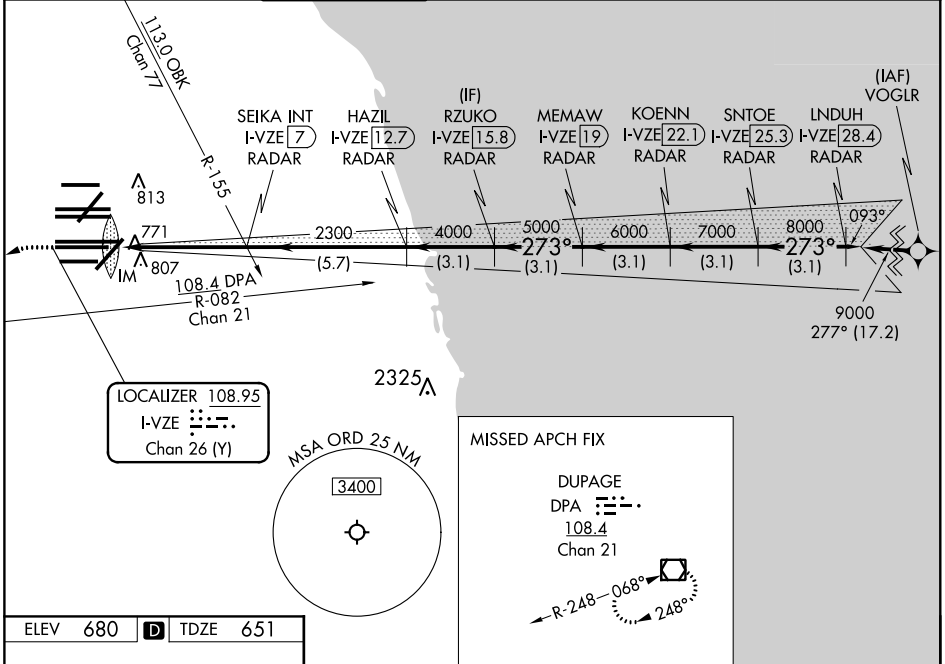 113.0 OBK
Chan 77
R-155
SEIKA INT
I-VZE 7
RADAR
HAZIL
I-VZE 12.7
RADAR
(IF)
RZUKO
I-VZE 15.8
RADAR
MEMAW
I-VZE 19
RADAR
KOENN
I-VZE 22.1
RADAR
SNTOE
I-VZE 25.3
RADAR
LNDUH
I-VZE 28.4
RADAR
(IAF)
VOGLR
813
771
807
IM
2300
4000
5000
6000
7000
8000
093°
273°
273°
(5.7)
(3.1)
(3.1)
(3.1)
(3.1)
(3.1)
9000
277° (17.2)
108.4 DPA
R-082
Chan 21
2325
LOCALIZER 108.95
I-VZE
Chan 26 (Y)
MSA ORD 25 NM
3400
MISSED APCH FIX
DUPAGE
DPA
108.4
Chan 21
R-248
068°
248°
ELEV 680 D TDZE 651